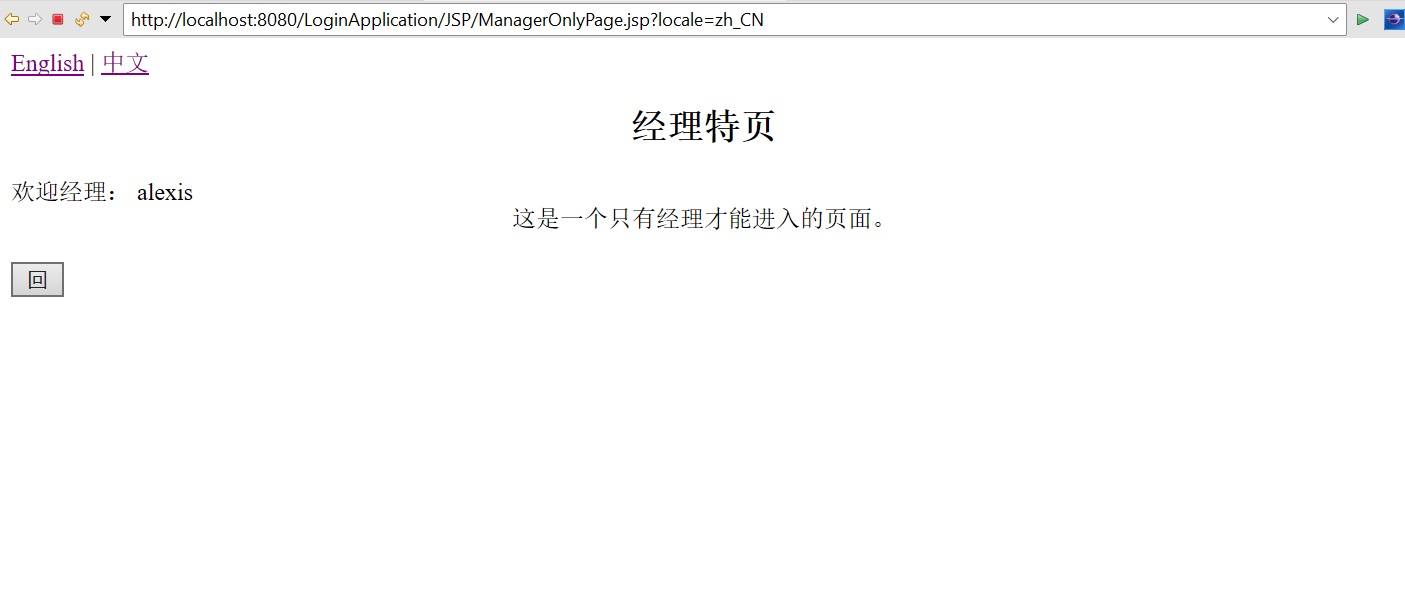 http://localhost:8080/LoginApplication/JSP/ManagerOnlyPage.jsp?locale=zh_CN
English | 中文
经理特页
欢迎经理： alexis
这是一个只有经理才能进入的页面。
回